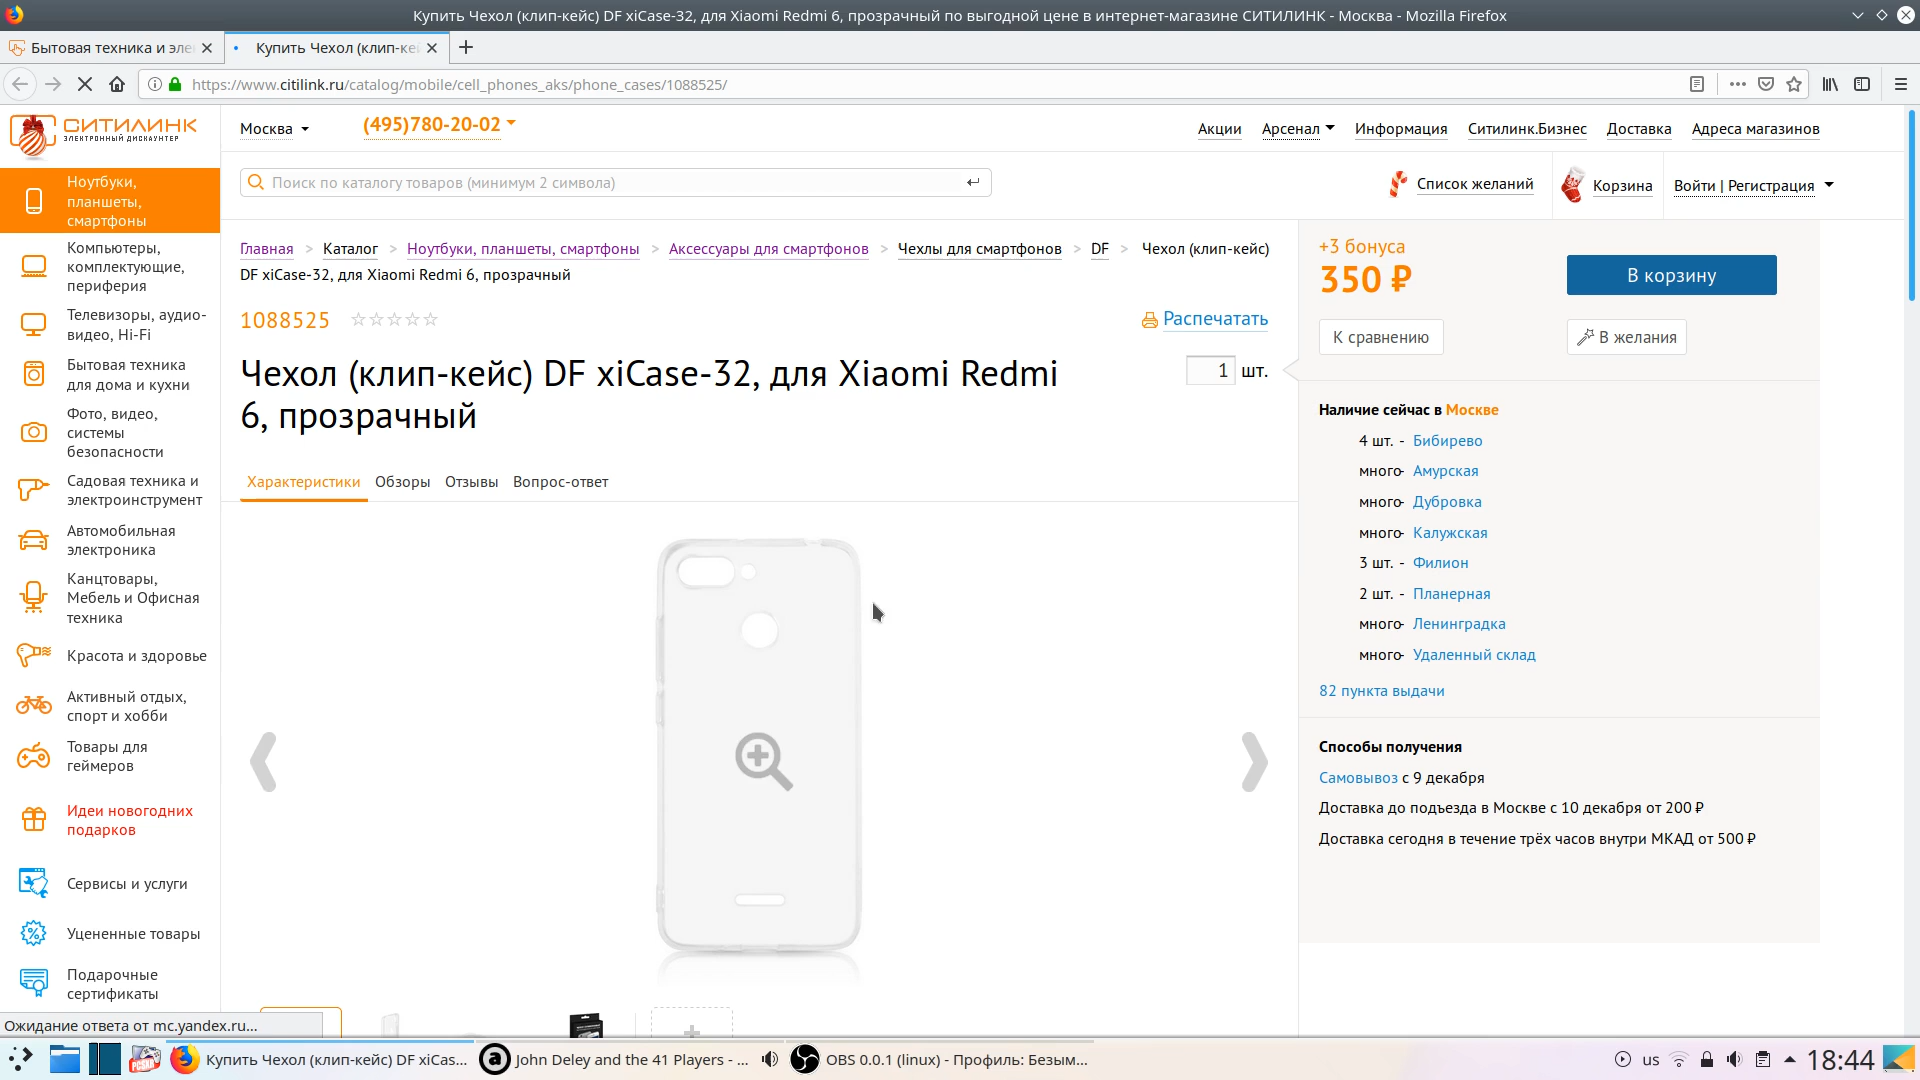 Купить Чехол (клип-кейс) DF xiCase-32, для Xiaomi Redmi 6, прозрачный по выгодной цене в интернет-магазине СИТИЛИНК - Москва - Mozilla Firefox
Бытовая техника и эле
Купить Чехол (клип-кей
https://www.citilink.ru/catalog/mobile/cell_phones_aks/phone_cases/1088525/
СИТИЛИНК
ЭЛЕКТРОННЫЙ ДИСКАУНТЕР
Москва
(495)780-20-02
Акции
Арсенал
Информация
Ситилинк.Бизнес
Доставка
Адреса магазинов
Поиск по каталогу товаров (минимум 2 символа)
Список желаний
Корзина
Войти | Регистрация
Ноутбуки,
планшеты,
смартфоны
Компьютеры,
комплектующие,
периферия
Телевизоры, аудио-
видео, Hi-Fi
Бытовая техника
для дома и кухни
Фото, видео,
системы
безопасности
Садовая техника и
электроинструмент
Автомобильная
электроника
Канцтовары,
Мебель и Офисная
техника
Красота и здоровье
Активный отдых,
спорт и хобби
Товары для
геймеров
Идеи новогодних
подарков
Сервисы и услуги
Уцененные товары
Подарочные
сертификаты
Главная > Каталог > Ноутбуки, планшеты, смартфоны > Аксессуары для смартфонов > Чехлы для смартфонов > DF > Чехол (клип-кейс)
DF xiCase-32, для Xiaomi Redmi 6, прозрачный
1088525
Распечатать
Чехол (клип-кейс) DF xiCase-32, для Xiaomi Redmi
6, прозрачный
1 шт.
Характеристики
Обзоры
Отзывы
Вопрос-ответ
+3 бонуса
350 ₽
В корзину
К сравнению
В желания
Наличие сейчас в Москве
4 шт. - Бибирево
много- Амурская
много- Дубровка
много- Калужская
3 шт. - Филион
2 шт. - Планерная
много- Ленинградка
много- Удаленный склад
82 пункта выдачи
Способы получения
Самовывоз с 9 декабря
Доставка до подъезда в Москве с 10 декабря от 200 ₽
Доставка сегодня в течение трёх часов внутри МКАД от 500 ₽
Ожидание ответа от mc.yandex.ru...
Купить Чехол (клип-кейс) DF xiCas...
John Deley and the 41 Players - ...
OBS 0.0.1 (linux) - Профиль: Безым...
us
18:44